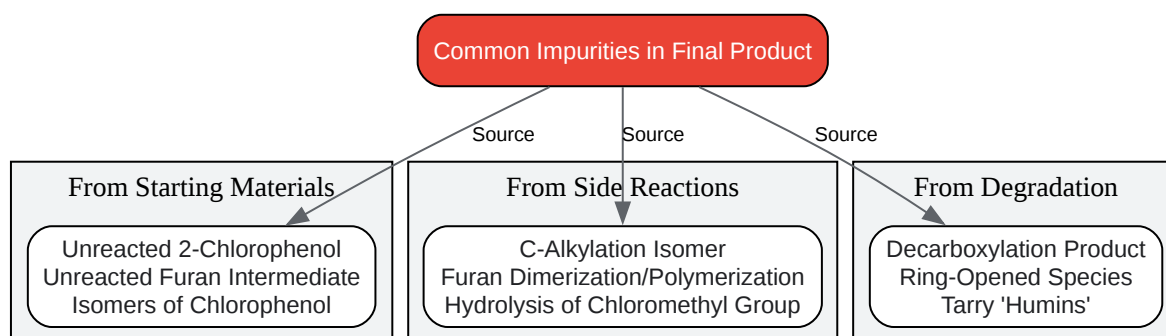 Common Impurities in Final Product
Source
Source
Source
From Starting Materials
From Side Reactions
From Degradation
Unreacted 2-Chlorophenol
Unreacted Furan Intermediate
Isomers of Chlorophenol
C-Alkylation Isomer
Furan Dimerization/Polymerization
Hydrolysis of Chloromethyl Group
Decarboxylation Product
Ring-Opened Species
Tarry 'Humins'